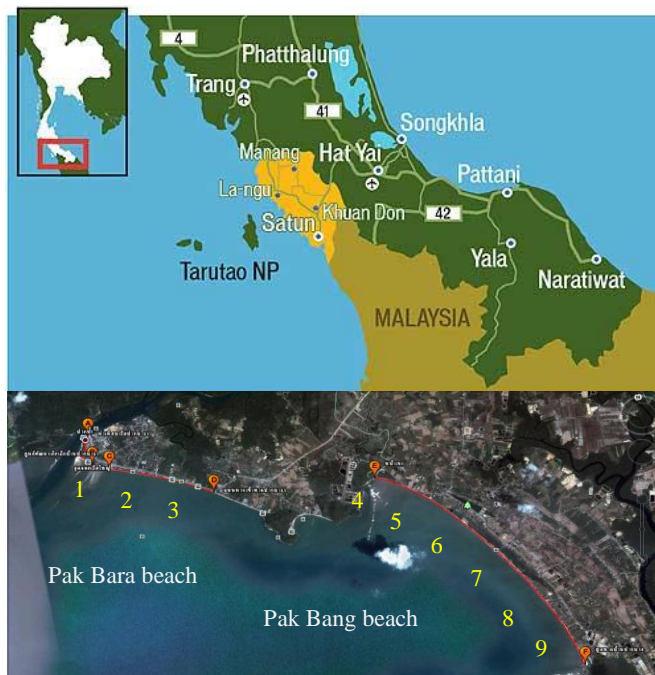 4
Phatthalung
Trang
41
Songkhla
Manang
Hat Yai
Pattani
La-ngu
Khuan Don
42
Satun
Yala
Tarutao NP
Naratiwat
MALAYSIA
A
C
D
E
4
1
2
3
5
6
7
Pak Bara beach
Pak Bang beach
8
9
F